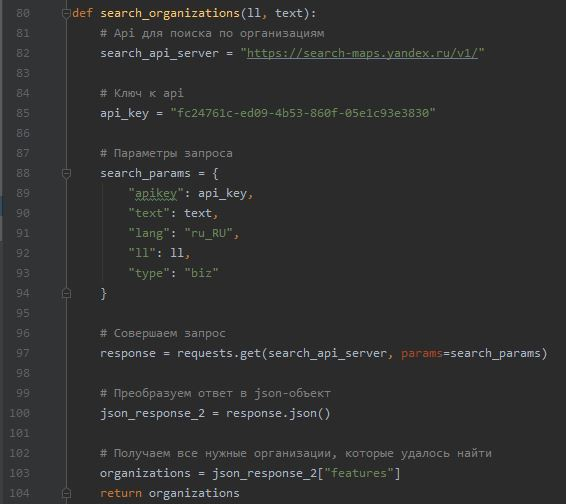 80 def search_organizations(ll, text):
81 # Api для поиска по организациям
82 search_api_server = "https://search-maps.yandex.ru/v1/"
83
84 # Ключ к api
85 api_key = "fc24761c-ed09-4b53-860f-05e1c93e3830"
86
87 # Параметры запроса
88 search_params = {
89 "apikey": api_key,
90 "text": text,
91 "lang": "ru_RU",
92 "ll": ll,
93 "type": "biz"
94 }
95
96 # Совершаем запрос
97 response = requests.get(search_api_server, params=search_params)
98
99 # Преобразуем ответ в json-объект
100 json_response_2 = response.json()
101
102 # Получаем все нужные организации, которые удалось найти
103 organizations = json_response_2["features"]
104 return organizations